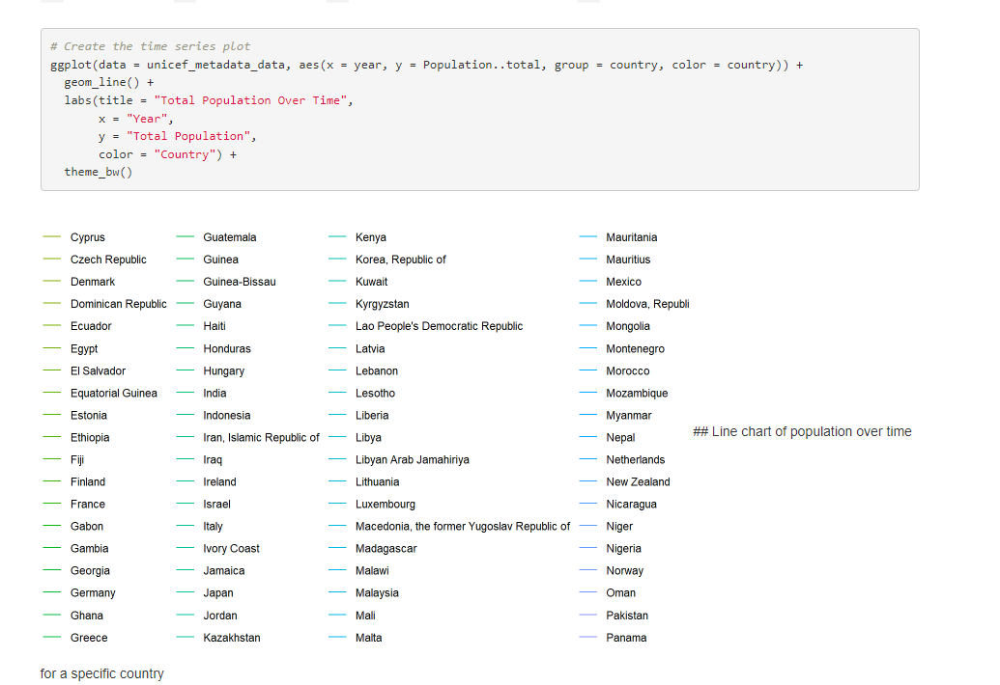 # Create the time series plot
ggplot(data = unicef_metadata_data, aes(x = year, y = Population..total, group = country, color = country)) +
geom_line() +
labs(title = "Total Population Over Time",
x = "Year",
y = "Total Population",
color = "Country") +
theme_bw()
Cyprus Guatemala Kenya Mauritania
Czech Republic Guinea Korea, Republic of Mauritius
Denmark Guinea-Bissau Kuwait Mexico
Dominican Republic Guyana Kyrgyzstan Moldova, Republi
Ecuador Haiti Lao People's Democratic Republic Mongolia
Egypt Honduras Latvia Montenegro
El Salvador Hungary Lebanon Morocco
Equatorial Guinea India Lesotho Mozambique
Estonia Indonesia Liberia Myanmar
Ethiopia Iran, Islamic Republic of Libya Nepal
## Line chart of population over time
Fiji Iraq Libyan Arab Jamahiriya Netherlands
Finland Ireland Lithuania New Zealand
France Israel Luxembourg Nicaragua
Gabon Italy Macedonia, the former Yugoslav Republic of Niger
Gambia Ivory Coast Madagascar Nigeria
Georgia Jamaica Malawi Norway
Germany Japan Malaysia Oman
Ghana Jordan Mali Pakistan
Greece Kazakhstan Malta Panama
for a specific country